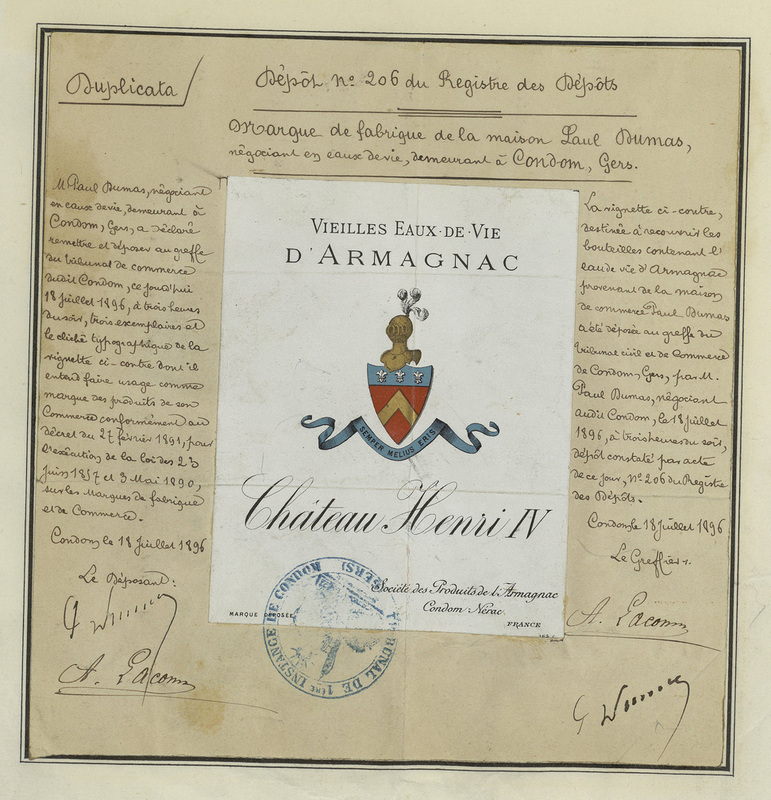 Duplicata
Dépôt No 206 du Registre des Dépôts
Marque de fabrique de la maison Paul Dumas,
négociant en eaux de vie, demeurant à Condom, Gers.
M. Paul Dumas, négociant
en eaux de vie, demeurant à
Condom, Gers, a déclaré
remettre et déposer au greffe
du tribunal de commerce
dudit Condom, ce jourd'hui
18 Juillet 1896, à trois heures
du soir, trois exemplaires et
le cliché typographique de la
vignette ci-contre dont il
entend faire usage comme
marque des produits de son
Commerce conformément au
décret du 27 février 1891, pour
l'exécution de la loi des 23
Juin 1857 et 3 Mai 1890,
sur les Marques de fabrique
et de Commerce.
Condom, le 18 Juillet 1896
Le Déposant:
A. Lacomm
VIEILLES EAUX-DE-VIE
D'ARMAGNAC
SEMPER MELIUS ERIS
Château Henri IV
Société des Produits de l'Armagnac
Condom-Nérac
FRANCE
MARQUE DÉPOSÉE
TRIBUNAL DE 1ÈRE INSTANCE DE CONDOM (GERS)
La vignette ci-contre,
destinée à recouvrir les
bouteilles contenant l'
eau de vie d'Armagnac
provenant de la maison
de commerce Paul Dumas
a été déposée au greffe du
tribunal civil et de Commerce
de Condom, Gers, par M.
Paul Dumas, négociant
audit Condom, le 18 Juillet
1896, à trois heures du soir,
dépôt constaté par acte
de ce jour, No 206 du Registre
des Dépôts.
Condom, le 18 Juillet 1896
Le Greffier.
A. Lacomm